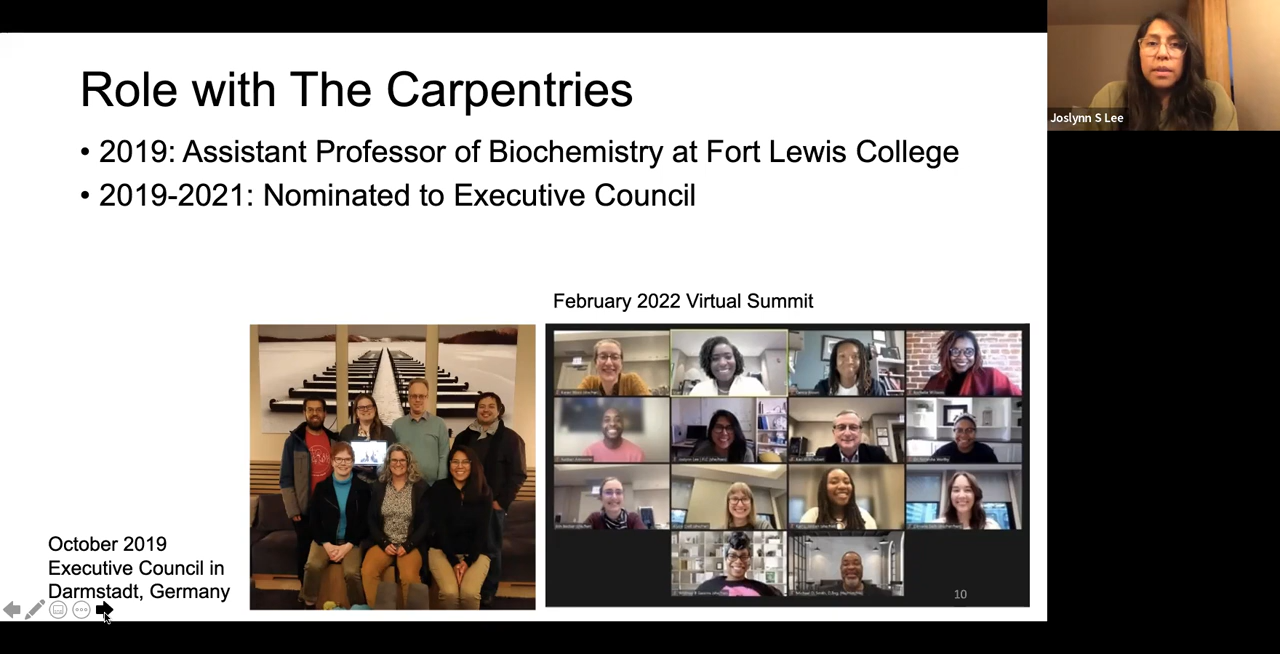 Role with The Carpentries
• 2019: Assistant Professor of Biochemistry at Fort Lewis College
• 2019-2021: Nominated to Executive Council
February 2022 Virtual Summit
October 2019
Executive Council in
Darmstadt, Germany
10
Joslynn S Lee